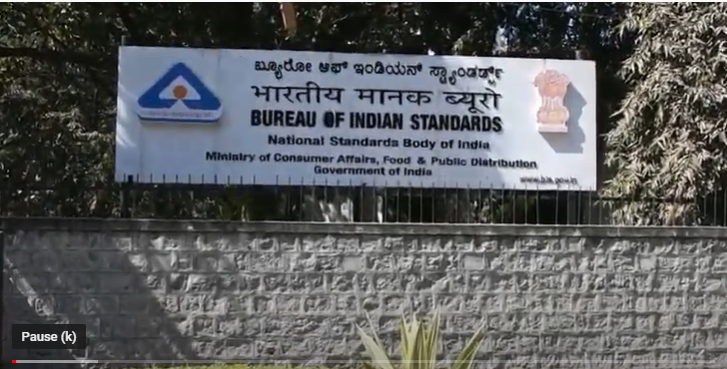 ಬ್ಯೂರೋ ಆಫ್ ಇಂಡಿಯನ್ ಸ್ಟ್ಯಾಂಡರ್ಡ್ಸ್
भारतीय मानक ब्यूरो
BUREAU OF INDIAN STANDARDS
National Standards Body of India
Ministry of Consumer Affairs, Food & Public Distribution
Government of India
www.bis.gov.in
Pause (k)